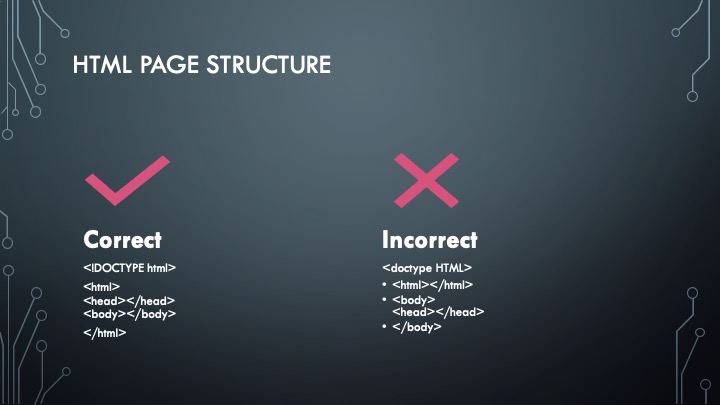 HTML PAGE STRUCTURE
Correct
<!DOCTYPE html>
<html>
<head></head>
<body></body>
</html>
Incorrect
<doctype HTML>
• <html></html>
• <body>
<head></head>
• </body>